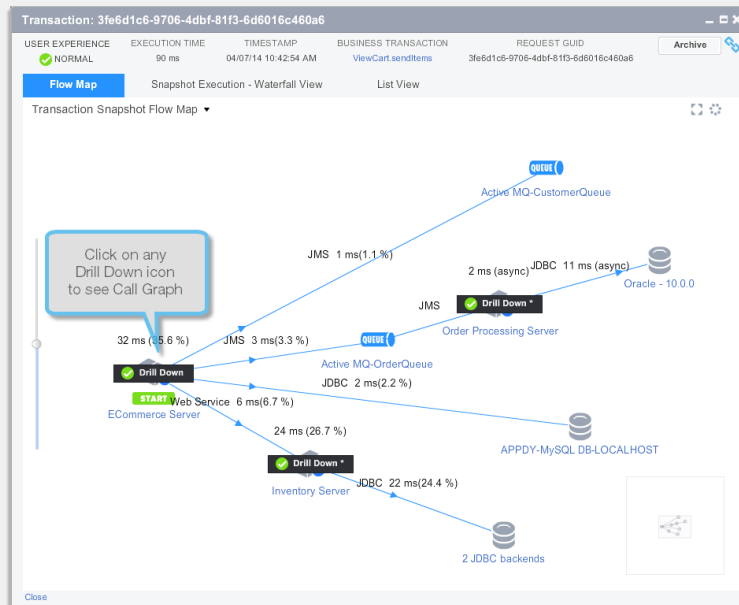 Transaction: 3fe6d1c6-9706-4dbf-81f3-6d6016c460a6
USER EXPERIENCE EXECUTION TIME TIMESTAMP BUSINESS TRANSACTION REQUEST GUID Archive
NORMAL 90 ms 04/07/14 10:42:54 AM ViewCart.sendItems 3fe6d1c6-9706-4dbf-81f3-6d6016c460a6
Flow Map Snapshot Execution - Waterfall View List View
Transaction Snapshot Flow Map
QUEUE
Active MQ-CustomerQueue
Click on any
Drill Down icon
to see Call Graph
JMS 1 ms(1.1 %)
2 ms (async) JDBC 11 ms (async)
Oracle - 10.0.0
JMS
Drill Down *
Order Processing Server
32 ms (35.6 %) JMS 3 ms(3.3 %) QUEUE
Active MQ-OrderQueue
Drill Down
JDBC 2 ms(2.2 %)
START Web Service 6 ms(6.7 %)
ECommerce Server
24 ms (26.7 %)
APPDY-MySQL DB-LOCALHOST
Drill Down *
Inventory Server
JDBC 22 ms(24.4 %)
2 JDBC backends
Close